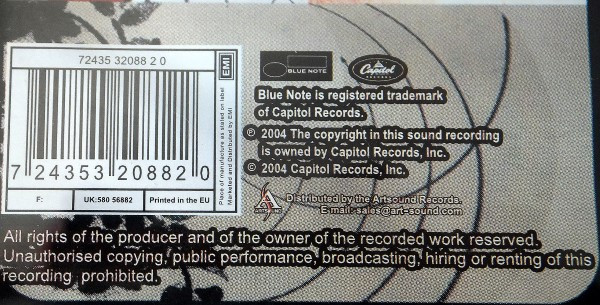 72435 32088 2 0
EMI
Place of manufacture as stated on label
Marketed and Distributed by EMI
7 24353 20882 0
F:
UK:580 56882
Printed in the EU
BLUE NOTE
Capitol
RECORDS
Blue Note is registered trademark
of Capitol Records.
℗ 2004 The copyright in this sound recording
is owned by Capitol Records, Inc.
© 2004 Capitol Records, Inc.
ARTSOUND
Distributed by the Artsound Records.
E.mail-sales@art-sound.com
All rights of the producer and of the owner of the recorded work reserved.
Unauthorised copying, public performance, broadcasting, hiring or renting of this
recording prohibited.